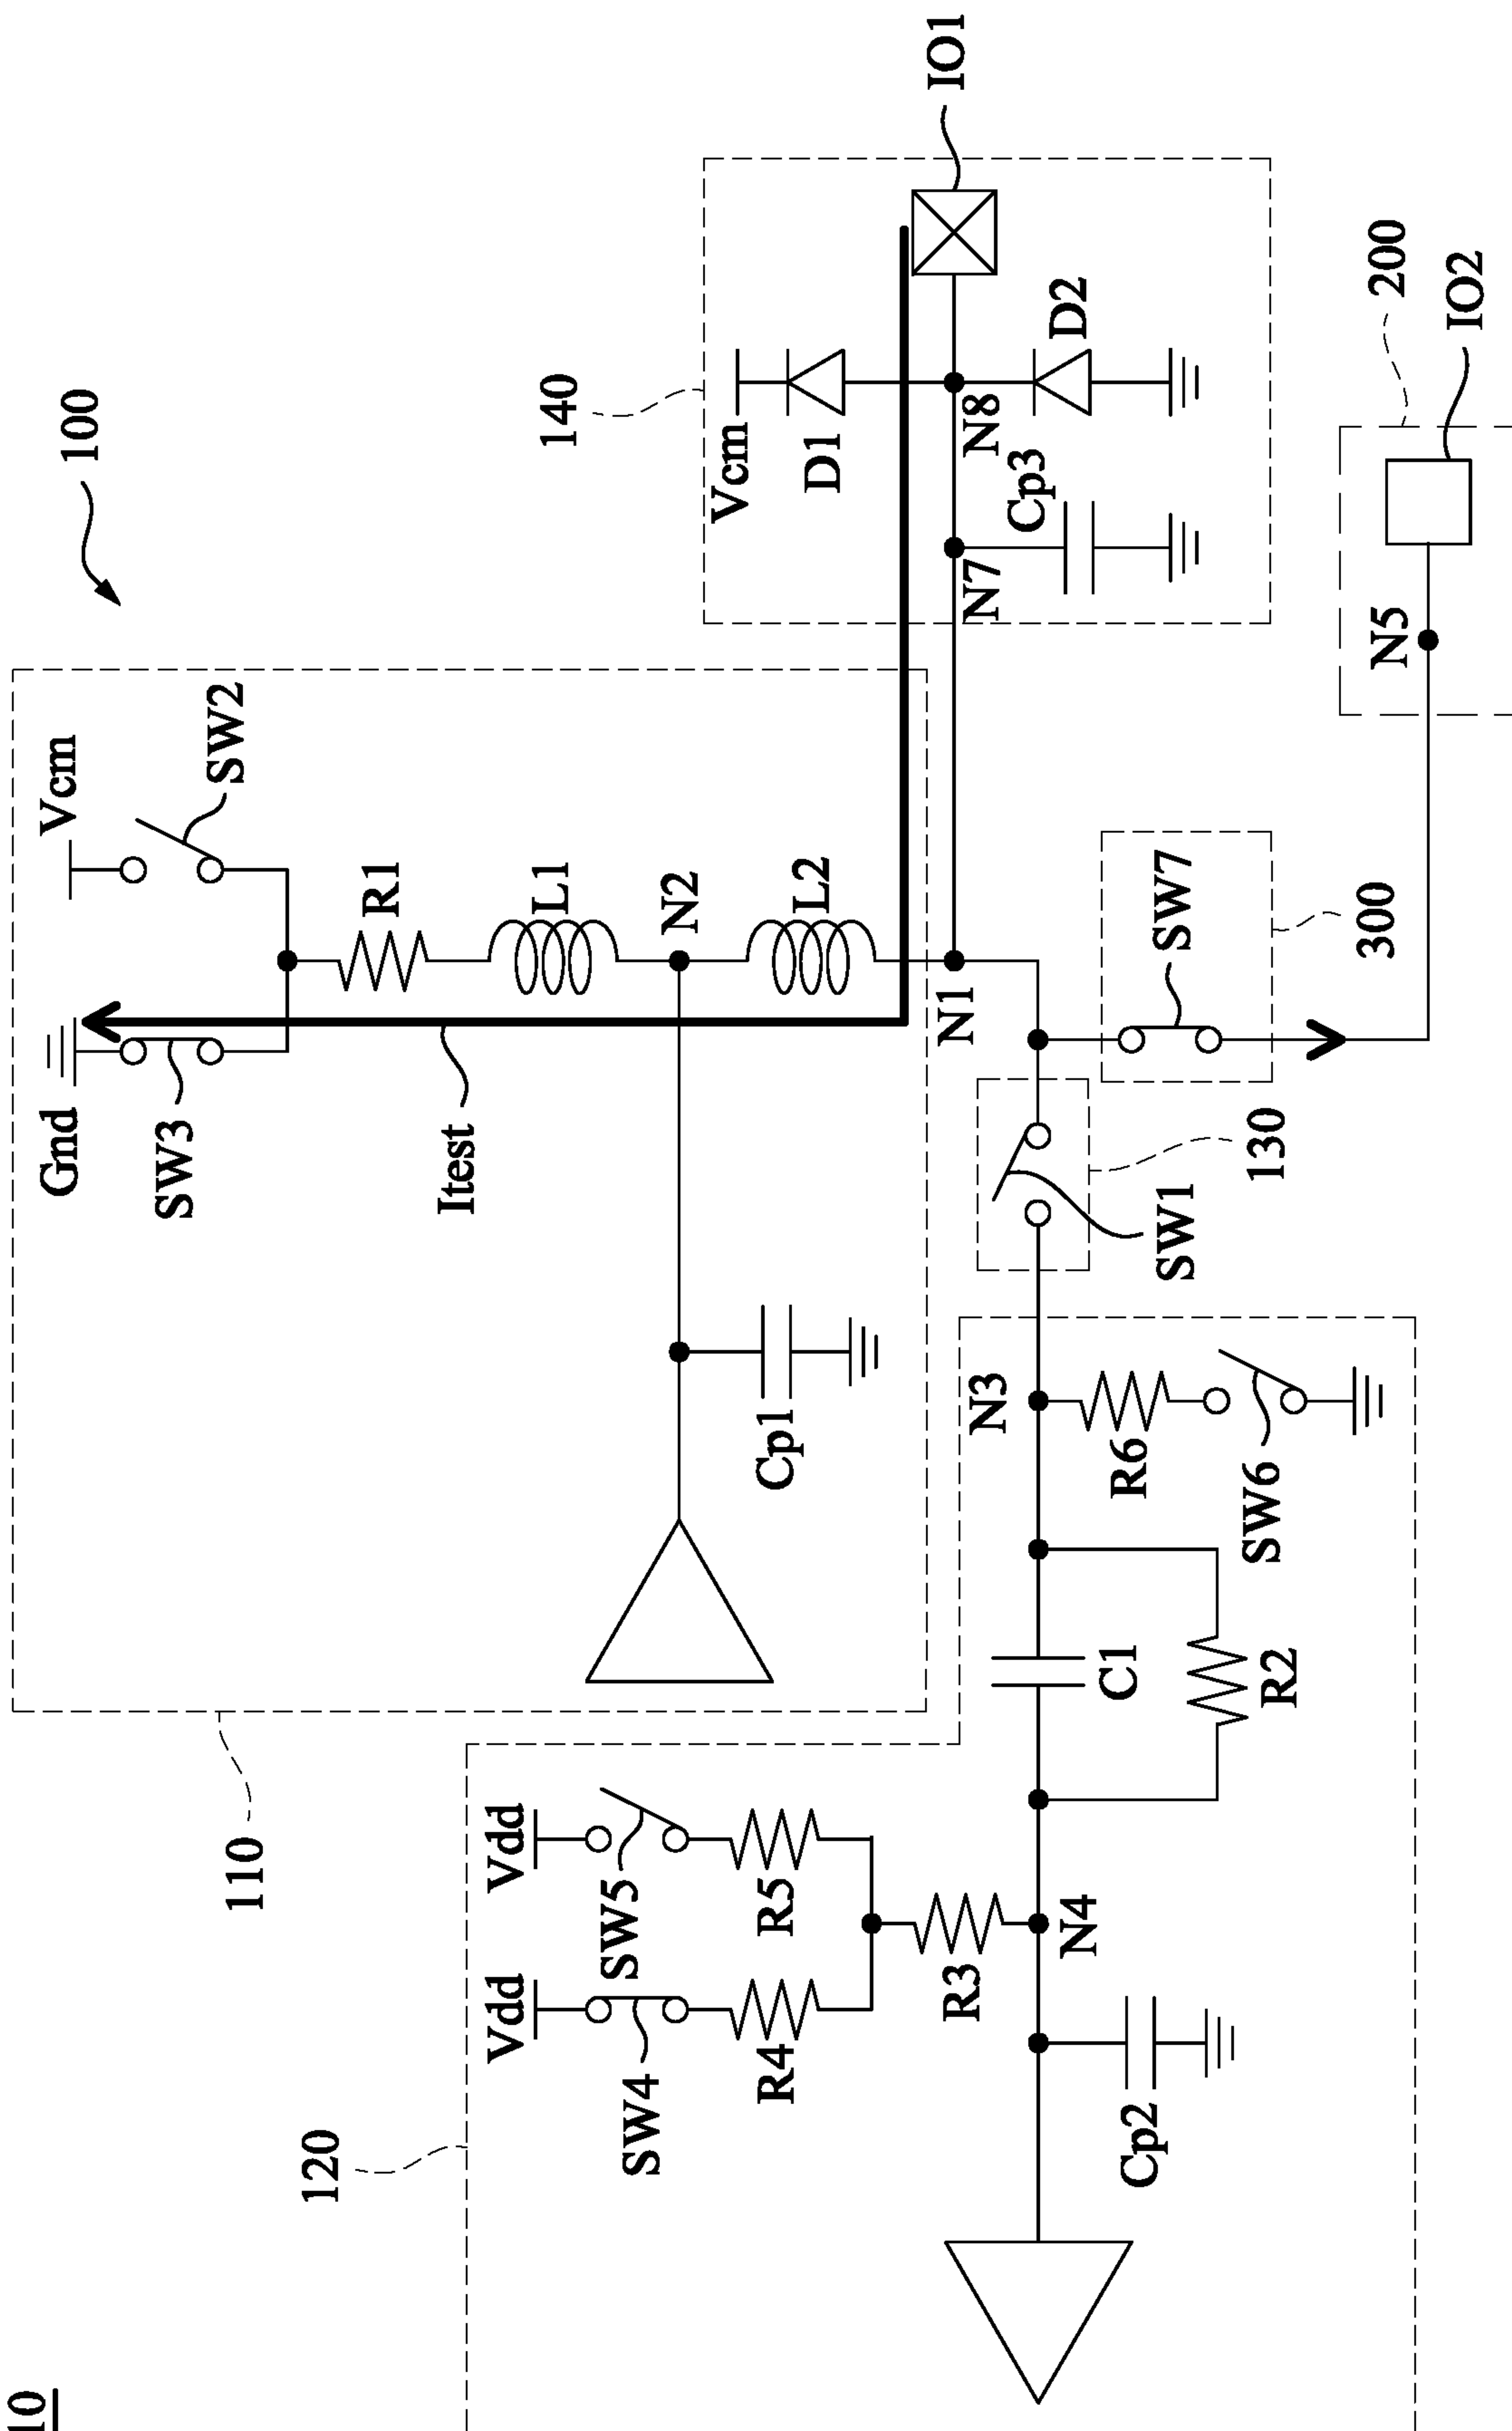 10
100
110
Gnd
Vcm
SW3
SW2
R1
L1
Itest
N2
L2
Cp1
140
IO1
Vcm
D1
N8
D2
N7
Cp3
N1
120
Vdd
Vdd
SW4
SW5
R4
R5
R3
N4
Cp2
C1
R2
N3
R6
SW6
SW1
130
SW7
300
200
N5
IO2